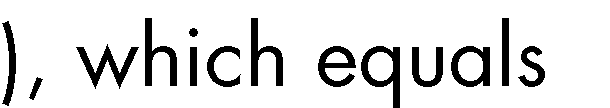 ), which equals